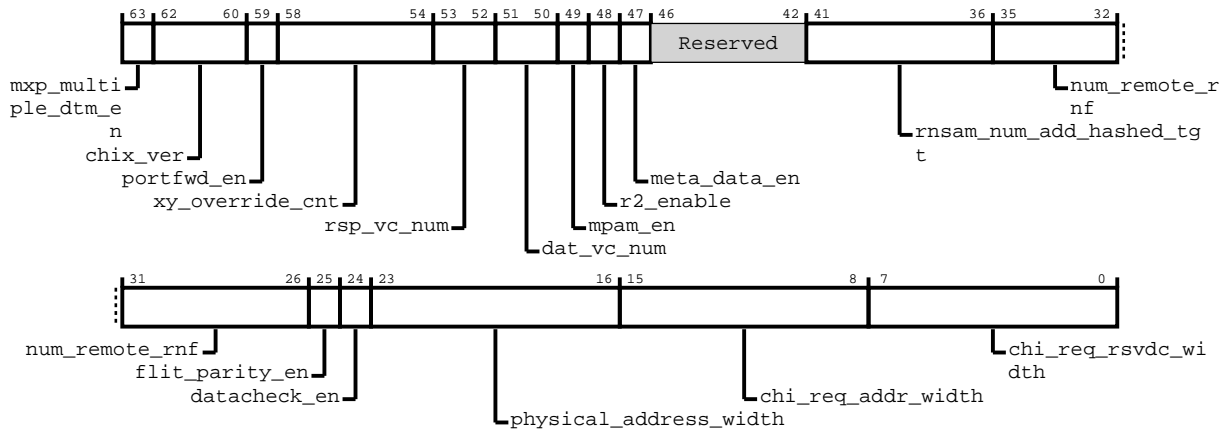 63 62 60 59 58 54 53 52 51 50 49 48 47 46 42 41 36 35 32
Reserved
mxp_multi
ple_dtm_e
n
num_remote_r
nf
rnsam_num_add_hashed_tg
t
chix_ver
portfwd_en
meta_data_en
xy_override_cnt
r2_enable
rsp_vc_num
mpam_en
dat_vc_num
31 26 25 24 23 16 15 8 7 0
num_remote_rnf
chi_req_rsvdc_wi
dth
flit_parity_en
datacheck_en
chi_req_addr_width
physical_address_width